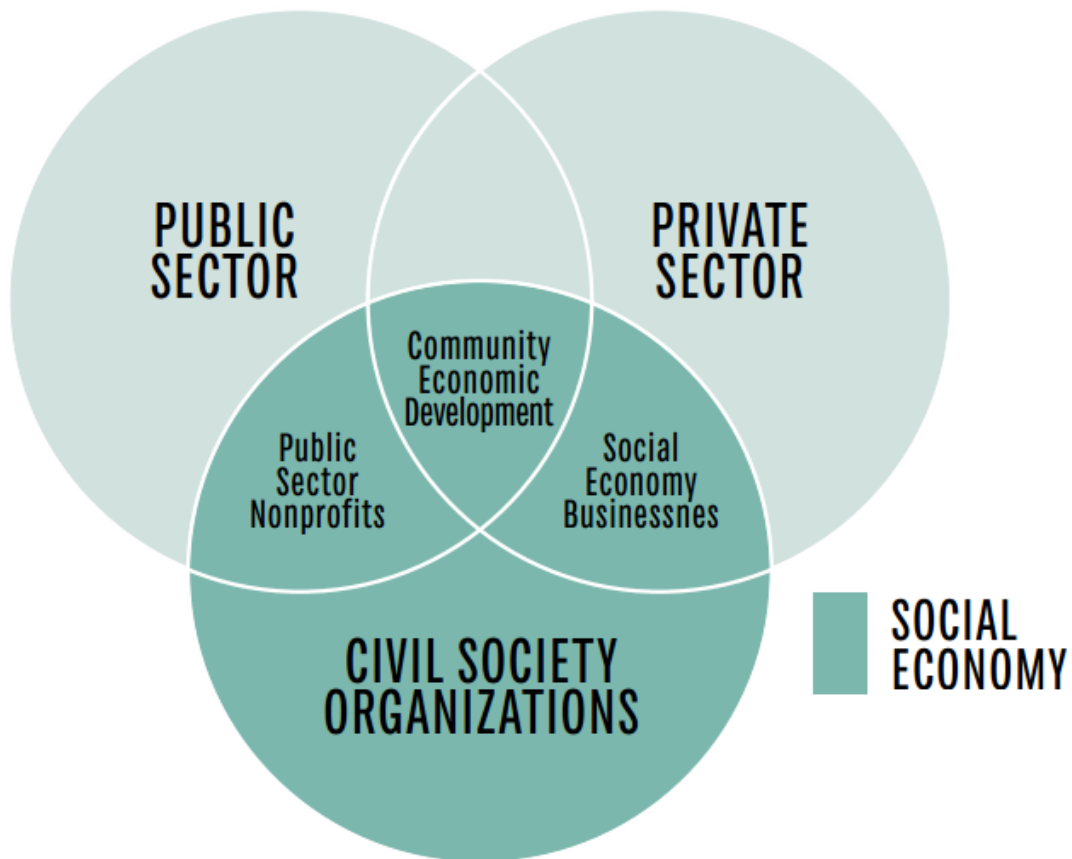 PUBLIC
SECTOR
PRIVATE
SECTOR
Community
Economic
Development
Public
Sector
Nonprofits
Social
Economy
Businessnes
CIVIL SOCIETY
ORGANIZATIONS
SOCIAL
ECONOMY